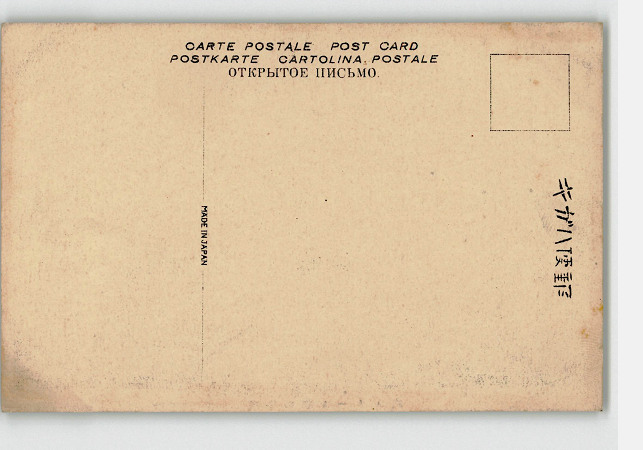 CARTE POSTALE POST CARD
POSTKARTE CARTOLINA POSTALE
ОТКРЫТОЕ ПИСЬМО.
MADE IN JAPAN
キガハ便郵